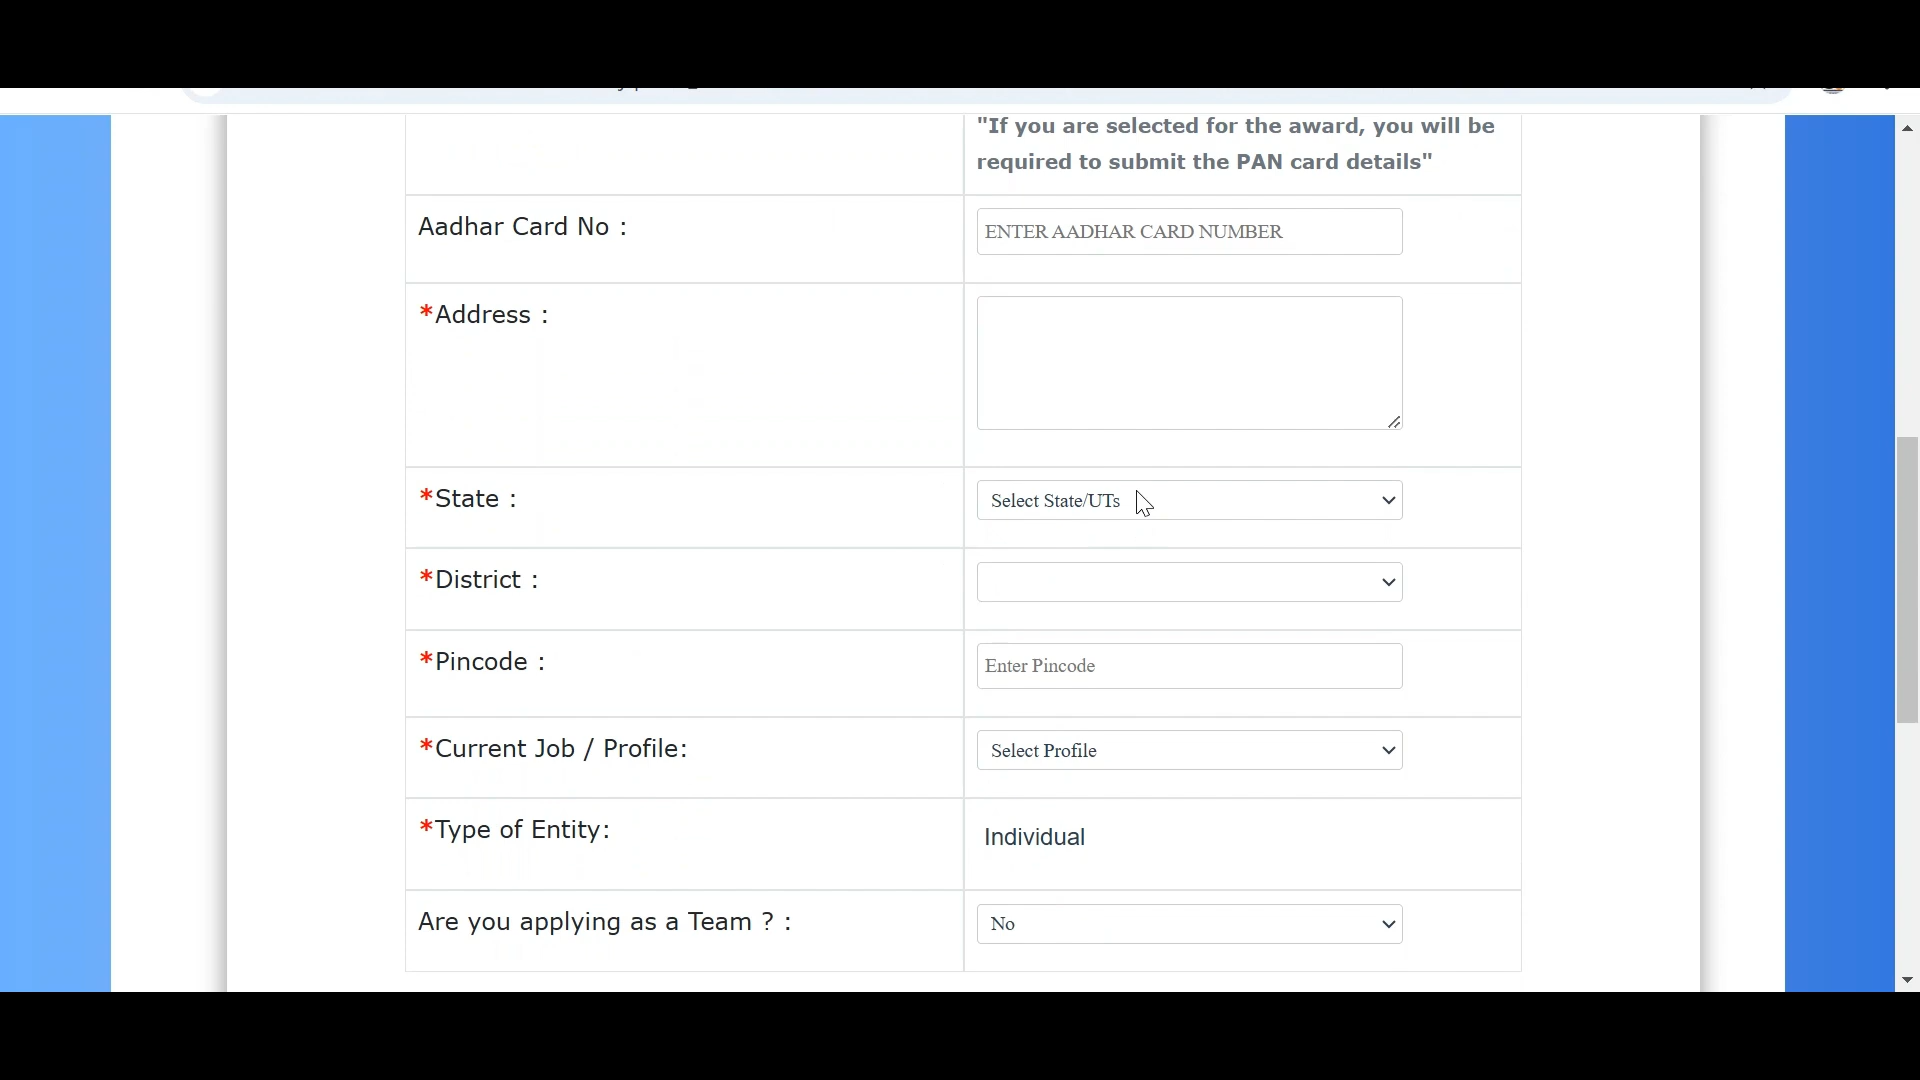 "If you are selected for the award, you will be
required to submit the PAN card details"
Aadhar Card No :
ENTER AADHAR CARD NUMBER
*Address :
*State :
Select State/UTs
*District :
*Pincode :
Enter Pincode
*Current Job / Profile:
Select Profile
*Type of Entity:
Individual
Are you applying as a Team ? :
No